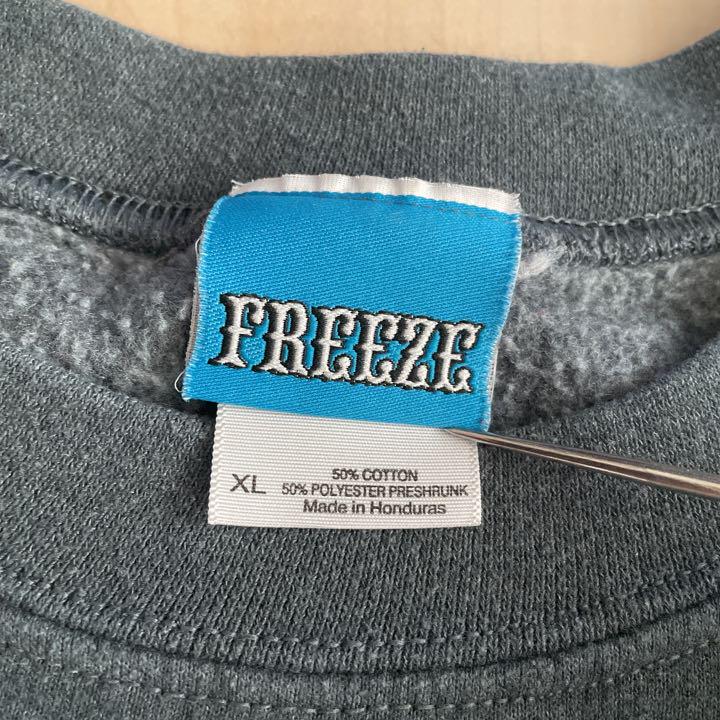 FREEZE
XL
50% COTTON
50% POLYESTER PRESHRUNK
Made in Honduras